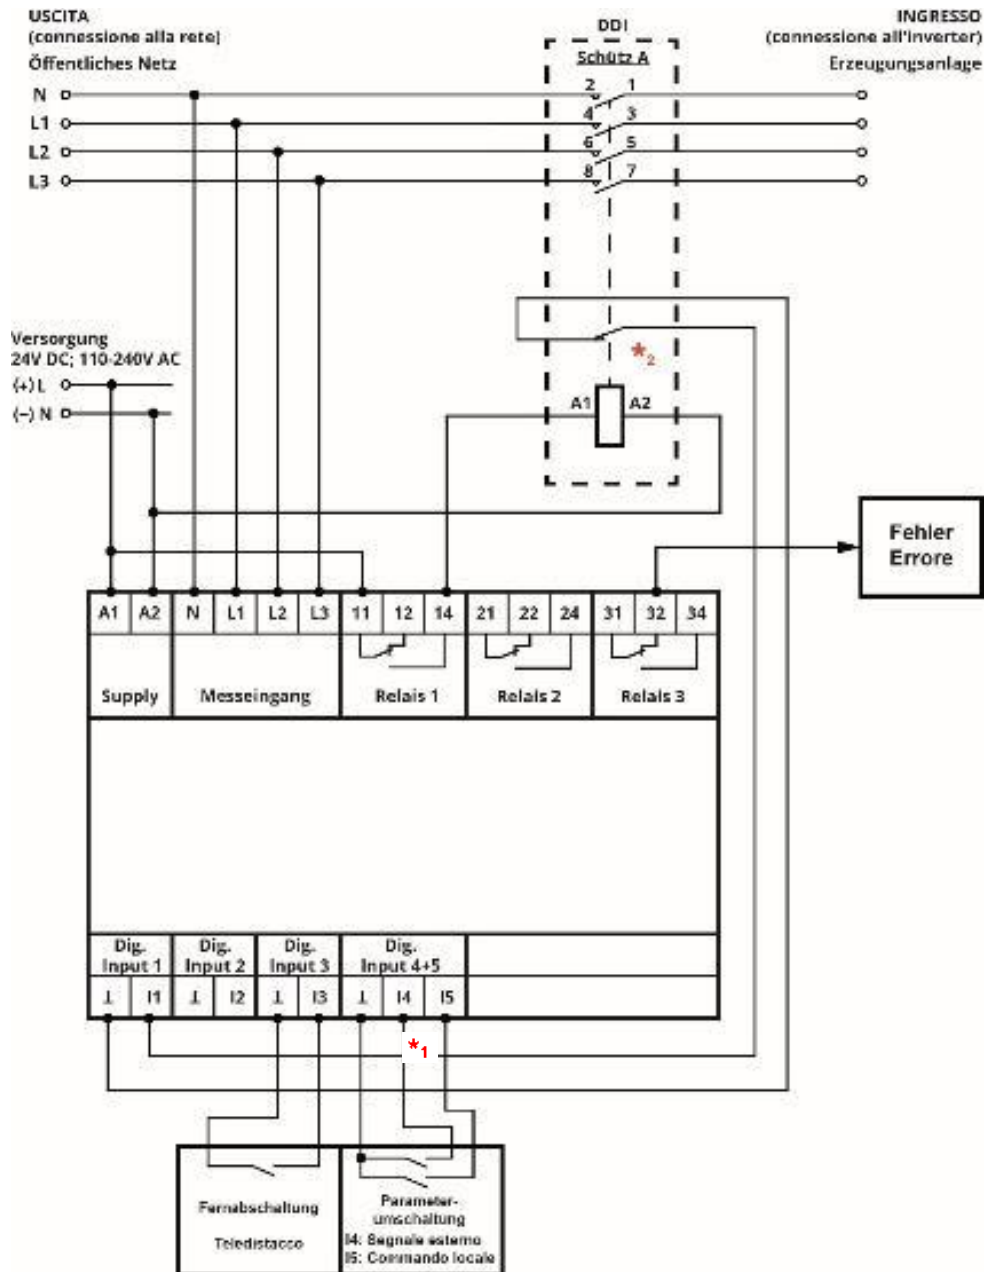 USCITA
(connessione alla rete)
Öffentliches Netz
DDI
Schütz A
INGRESSO
(connessione all'inverter)
Erzeugungsanlage
N
2 1
L1
4 3
L2
6 5
L3
8 7
Versorgung
24V DC; 110-240V AC
(+) L
(−) N
*2
A1 A2
Fehler
Errore
A1 A2 N L1 L2 L3 11 12 14 21 22 24 31 32 34
Supply Messeingang Relais 1 Relais 2 Relais 3
Dig. Input 1
Dig. Input 2
Dig. Input 3
Dig. Input 4+5
⊥ I1 ⊥ I2 ⊥ I3 ⊥ I4 I5
*1
Fernabschaltung
Teledistacco
Parameter-
umschaltung
I4: Segnale esterno
I5: Commando locale